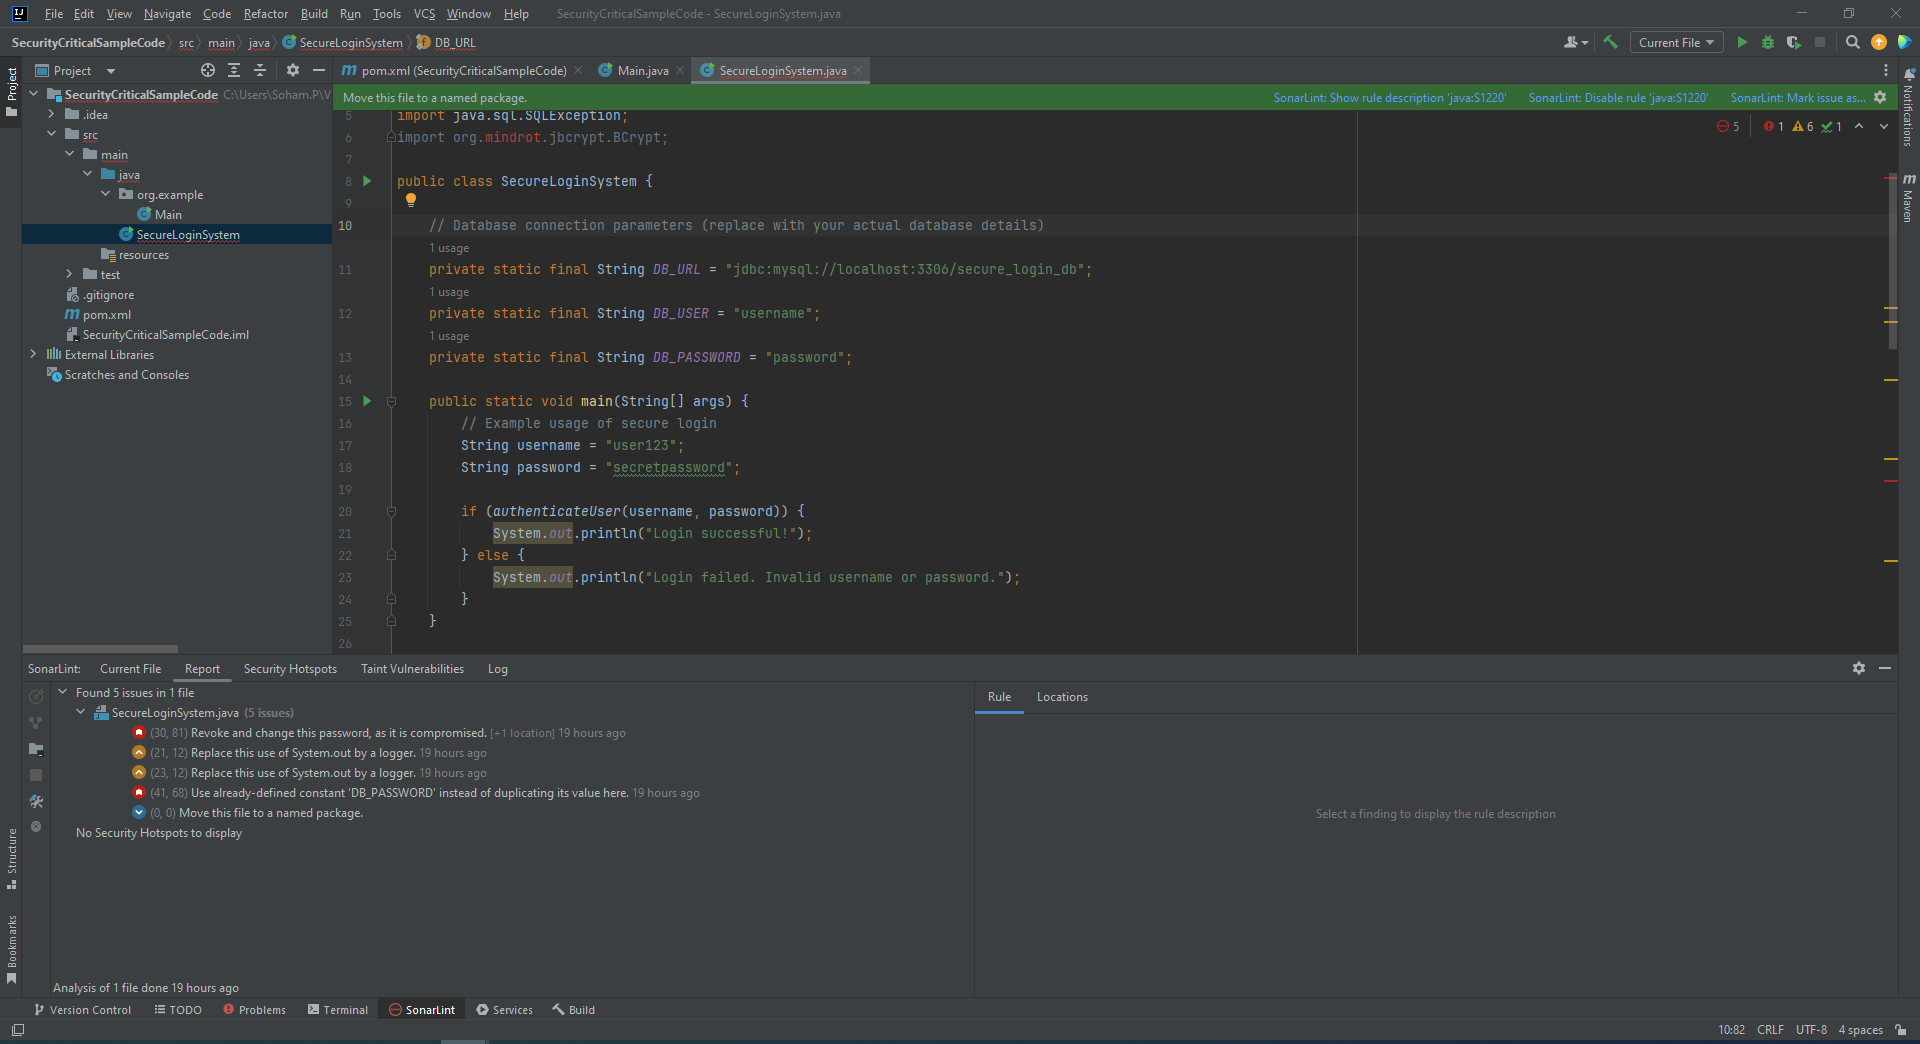 File Edit View Navigate Code Refactor Build Run Tools VCS Window Help SecurityCriticalSampleCode - SecureLoginSystem.java
SecurityCriticalSampleCode src main java SecureLoginSystem DB_URL Current File
Project
Project
pom.xml (SecurityCriticalSampleCode) Main.java SecureLoginSystem.java
SecurityCriticalSampleCode C:\Users\Soham.P\V
.idea
src
main
java
org.example
Main
SecureLoginSystem
resources
test
.gitignore
pom.xml
SecurityCriticalSampleCode.iml
External Libraries
Scratches and Consoles
Move this file to a named package. SonarLint: Show rule description 'java:S1220' SonarLint: Disable rule 'java:S1220' SonarLint: Mark issue as...
5 1 6 1
5 import java.sql.SQLException;
6 import org.mindrot.jbcrypt.BCrypt;
7
8 public class SecureLoginSystem {
9
10 // Database connection parameters (replace with your actual database details)
1 usage
11 private static final String DB_URL = "jdbc:mysql://localhost:3306/secure_login_db";
1 usage
12 private static final String DB_USER = "username";
1 usage
13 private static final String DB_PASSWORD = "password";
14
15 public static void main(String[] args) {
16 // Example usage of secure login
17 String username = "user123";
18 String password = "secretpassword";
19
20 if (authenticateUser(username, password)) {
21 System.out.println("Login successful!");
22 } else {
23 System.out.println("Login failed. Invalid username or password.");
24 }
25 }
26
Notifications
Maven
SonarLint: Current File Report Security Hotspots Taint Vulnerabilities Log
Found 5 issues in 1 file
SecureLoginSystem.java (5 issues)
(30, 81) Revoke and change this password, as it is compromised. [+1 location] 19 hours ago
(21, 12) Replace this use of System.out by a logger. 19 hours ago
(23, 12) Replace this use of System.out by a logger. 19 hours ago
(41, 68) Use already-defined constant 'DB_PASSWORD' instead of duplicating its value here. 19 hours ago
(0, 0) Move this file to a named package.
No Security Hotspots to display
Rule Locations
Select a finding to display the rule description
Structure
Bookmarks
Analysis of 1 file done 19 hours ago
Version Control TODO Problems Terminal SonarLint Services Build
10:82 CRLF UTF-8 4 spaces